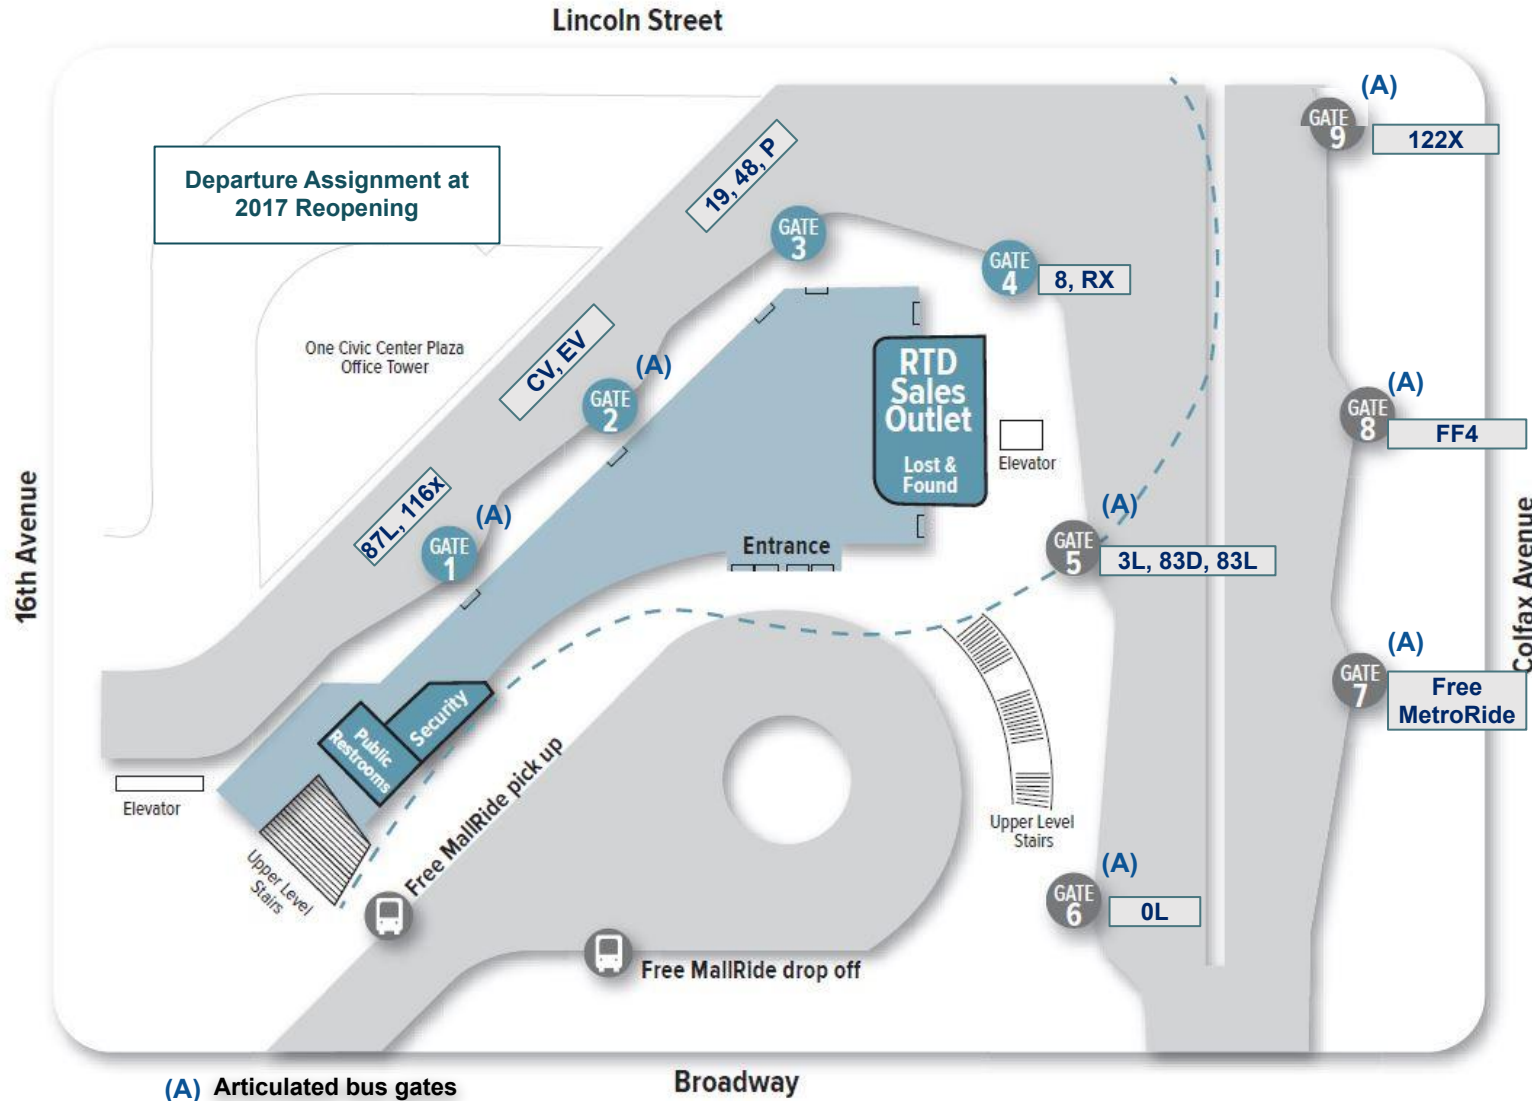 Lincoln Street
(A)
GATE
9
122X
Departure Assignment at
2017 Reopening
19, 48, P
GATE
3
GATE
4
8, RX
One Civic Center Plaza
Office Tower
CV, EV
(A)
GATE
2
RTD
Sales
Outlet
Lost &
Found
Elevator
(A)
GATE
8
FF4
16th Avenue
87L, 116x
(A)
GATE
1
Entrance
(A)
GATE
5
3L, 83D, 83L
Colfax Avenue
(A)
GATE
7
Free
MetroRide
Security
Public
Restrooms
Elevator
Upper Level
Stairs
Free MallRide pick up
Upper Level
Stairs
(A)
GATE
6
0L
Free MallRide drop off
Broadway
(A) Articulated bus gates